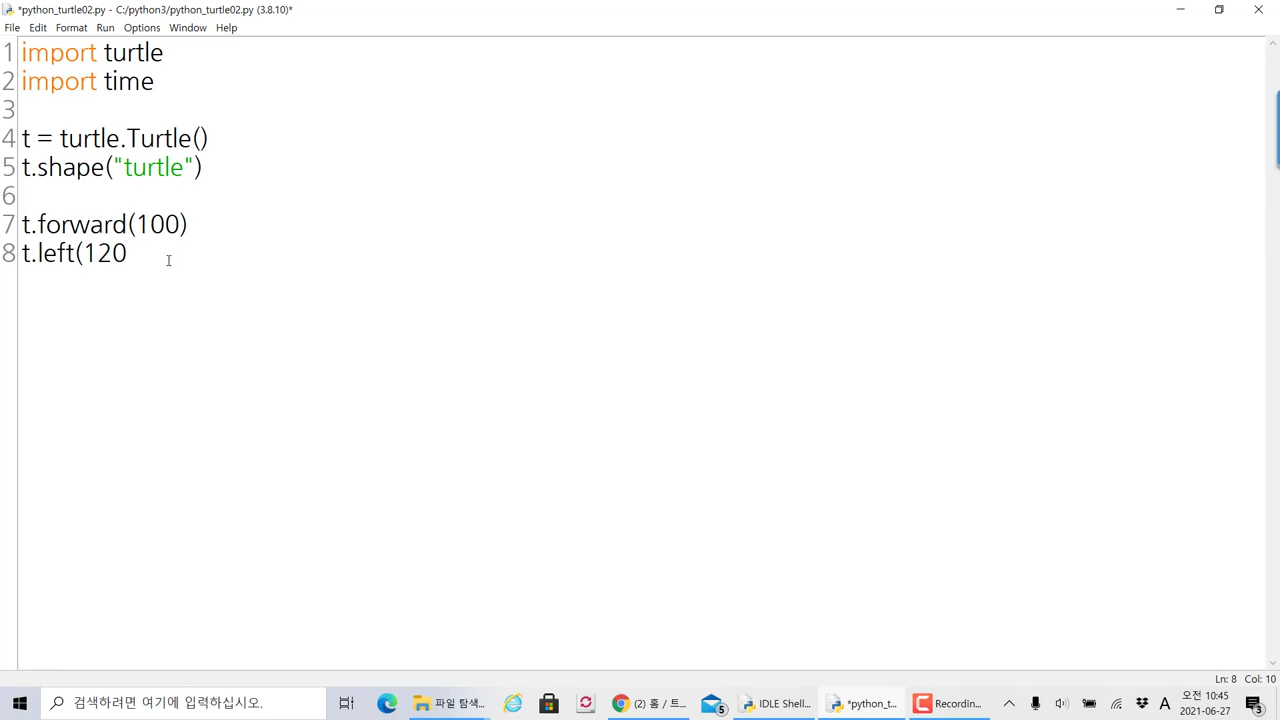 *python_turtle02.py - C:/python3/python_turtle02.py (3.8.10)*
File Edit Format Run Options Window Help
1 import turtle
2 import time
3
4 t = turtle.Turtle()
5 t.shape("turtle")
6
7 t.forward(100)
8 t.left(120
Ln: 8 Col: 10
검색하려면 여기에 입력하십시오.
파일 탐색...
(2) 홈 / 트...
5
IDLE Shell...
*python_t...
Recordin...
A
오전 10:45
2021-06-27
3